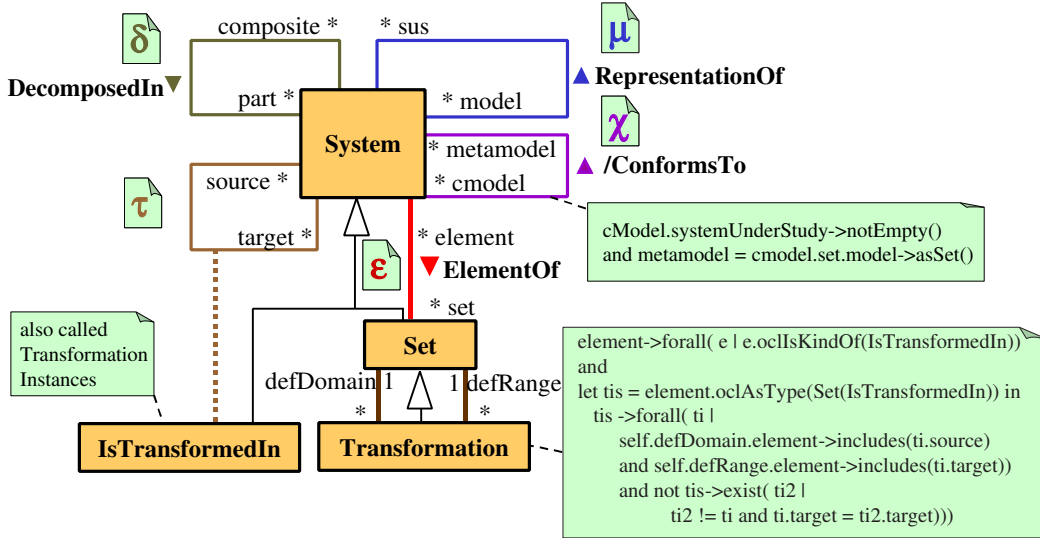 δ
composite *
* sus
μ
DecomposedIn
RepresentationOf
part *
* model
System
χ
* metamodel
/ConformsTo
* cmodel
source *
τ
target *
cModel.systemUnderStudy->notEmpty()
and metamodel = cmodel.set.model->asSet()
* element
ε
ElementOf
* set
also called
Transformation
Instances
Set
defDomain 1
1 defRange
*
*
IsTransformedIn
Transformation
element->forall( e | e.oclIsKindOf(IsTransformedIn))
and
let tis = element.oclAsType(Set(IsTransformedIn)) in
tis ->forall( ti |
self.defDomain.element->includes(ti.source)
and self.defRange.element->includes(ti.target))
and not tis->exist( ti2 |
ti2 != ti and ti.target = ti2.target)))